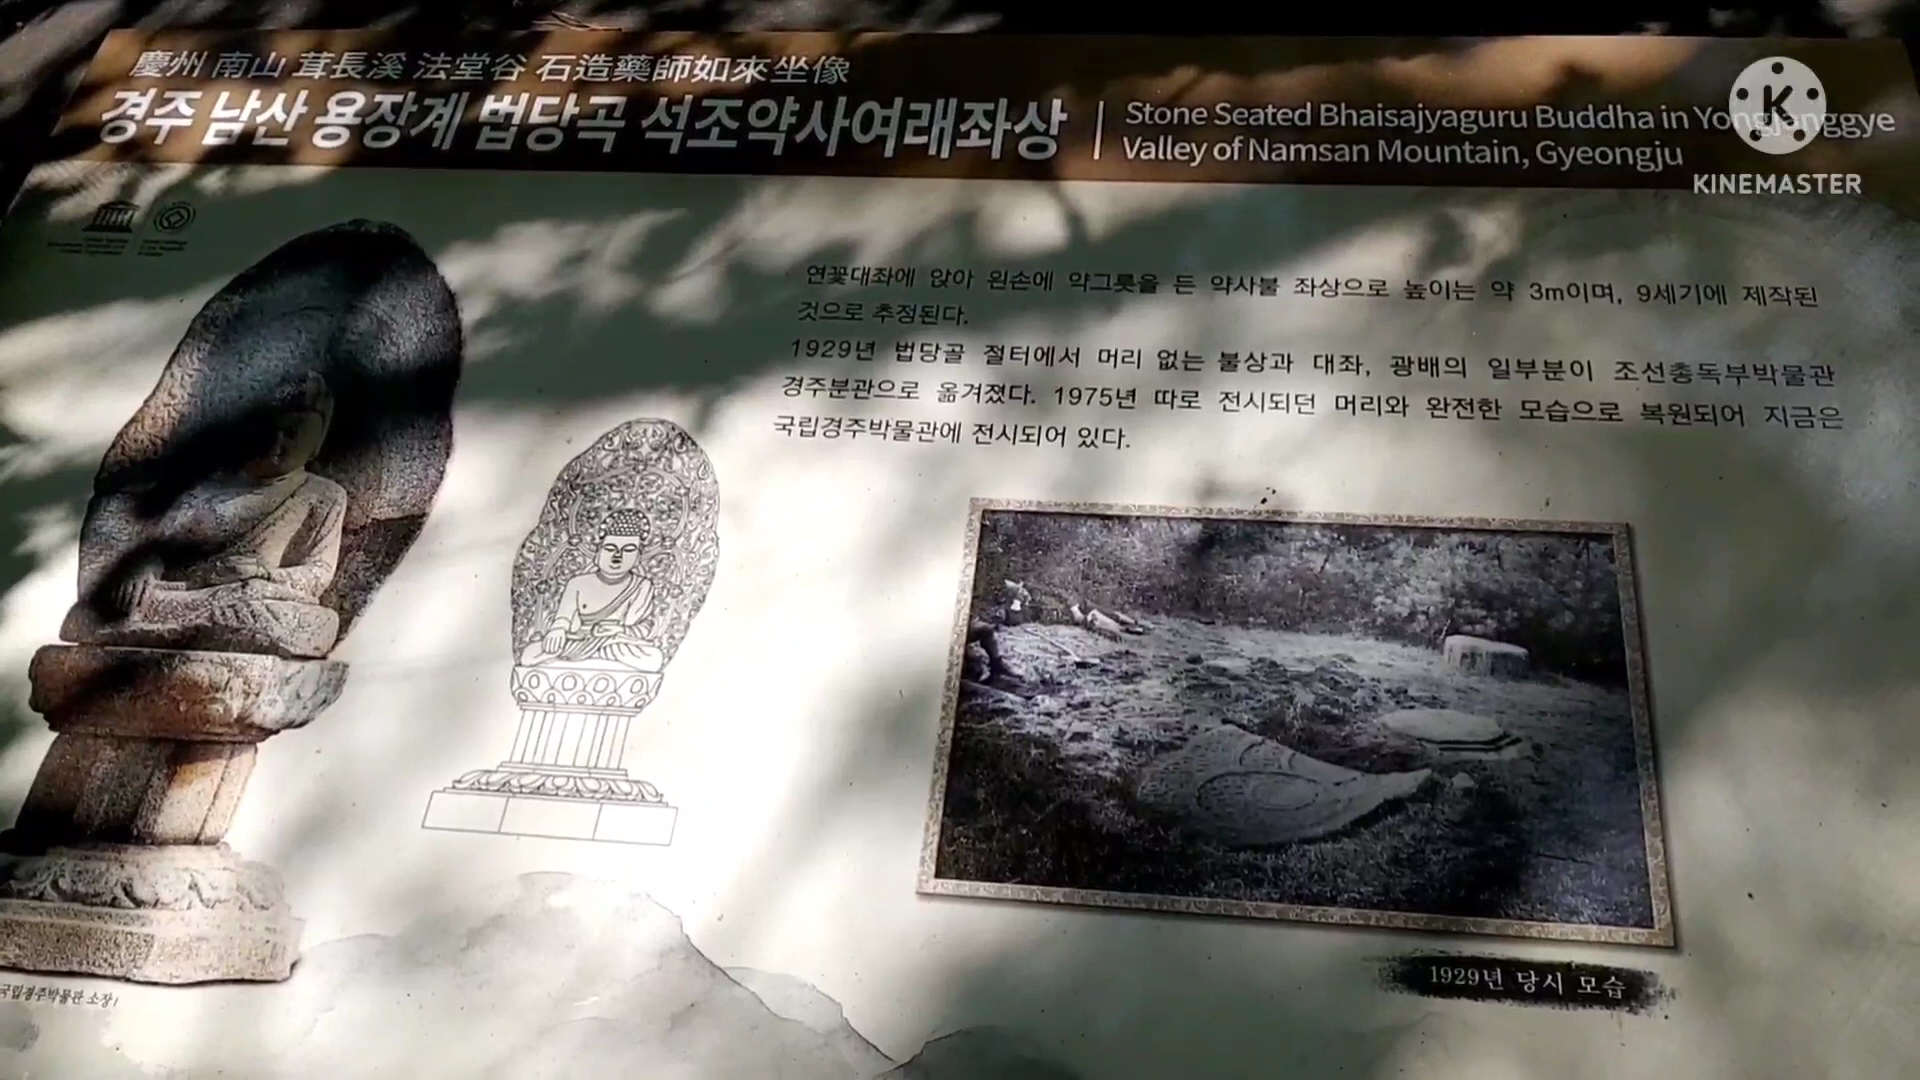 慶州 南山 茸長溪 法堂谷 石造藥師如來坐像
경주 남산 용장계 법당곡 석조약사여래좌상
Stone Seated Bhaisajyaguru Buddha in Yongjanggye
Valley of Namsan Mountain, Gyeongju
KINEMASTER
연꽃대좌에 앉아 왼손에 약그릇을 든 약사불 좌상으로 높이는 약 3m이며, 9세기에 제작된
것으로 추정된다.
1929년 법당골 절터에서 머리 없는 불상과 대좌, 광배의 일부분이 조선총독부박물관
경주분관으로 옮겨졌다. 1975년 따로 전시되던 머리와 완전한 모습으로 복원되어 지금은
국립경주박물관에 전시되어 있다.
국립경주박물관 소장
1929년 당시 모습